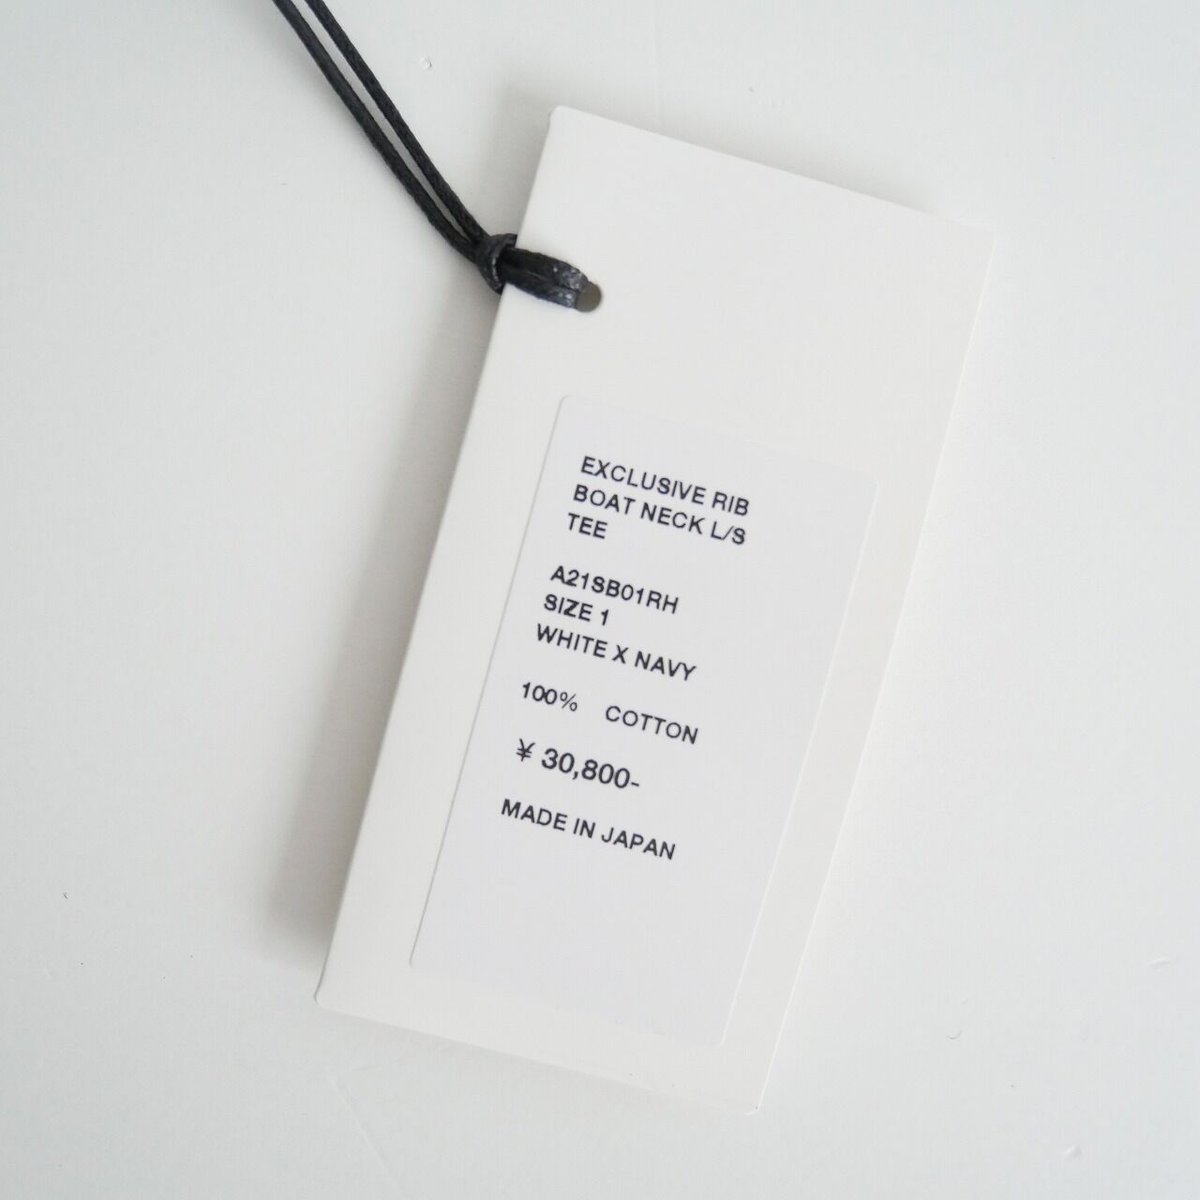 EXCLUSIVE RIB
BOAT NECK L/S
TEE
A21SB01RH
SIZE 1
WHITE X NAVY
100% COTTON
¥ 30,800-
MADE IN JAPAN